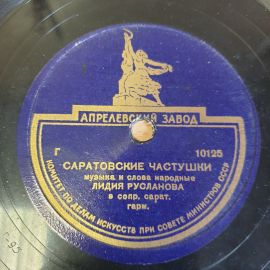 АПРЕЛЕВСКИЙ ЗАВОД
Г 10125
САРАТОВСКИЕ ЧАСТУШКИ
музыка и слова народные
ЛИДИЯ РУСЛАНОВА
в сопр. сарат.
гарм.
КОМИТЕТ ПО ДЕЛАМ ИСКУССТВ ПРИ СОВЕТЕ МИНИСТРОВ СССР